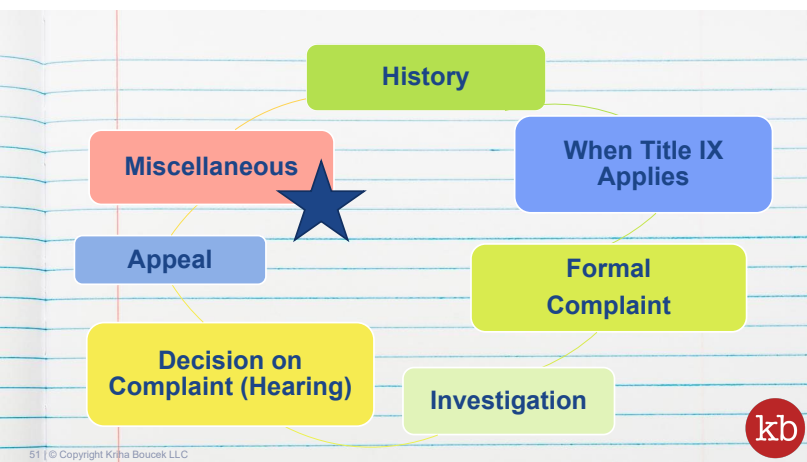 History
When Title IX
Applies
Formal
Complaint
Investigation
Decision on
Complaint (Hearing)
Appeal
Miscellaneous
kb
51 | © Copyright Kriha Boucek LLC